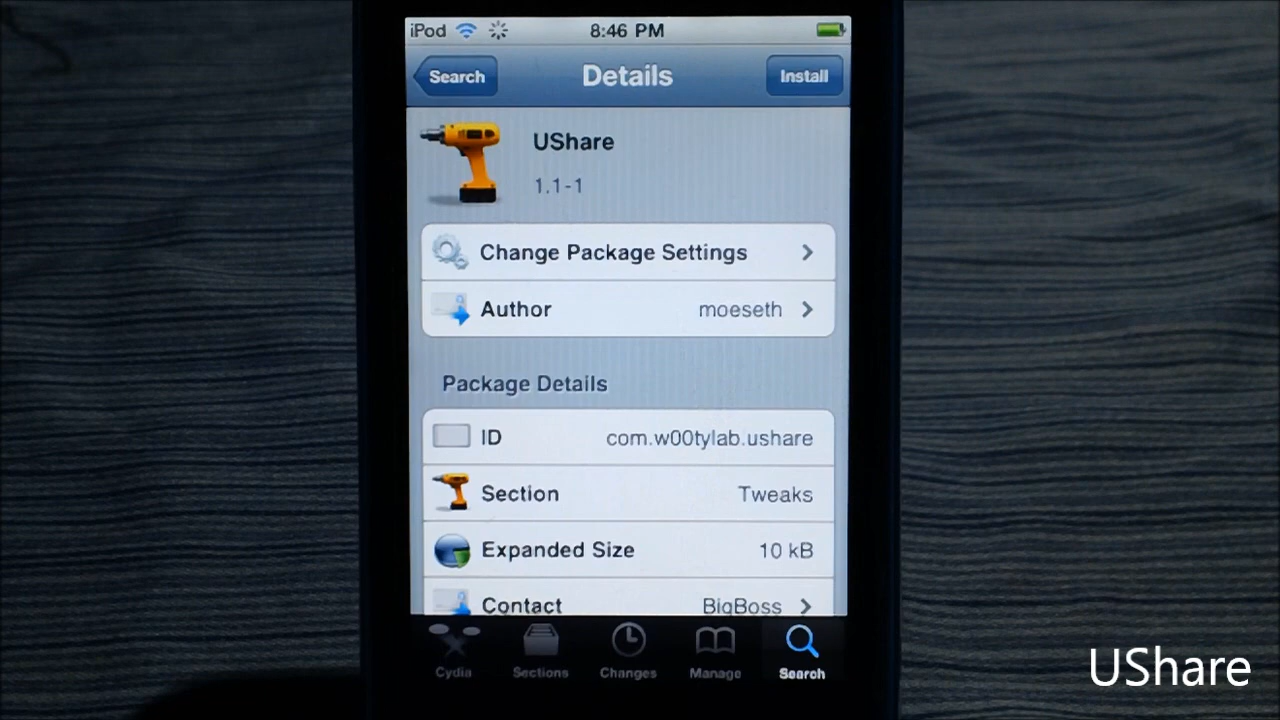 iPod 8:46 PM
Search Details Install
UShare
1.1-1
Change Package Settings
Author moeseth
Package Details
ID com.w00tylab.ushare
Section Tweaks
Expanded Size 10 kB
Contact BigBoss
Cydia Sections Changes Manage Search
UShare